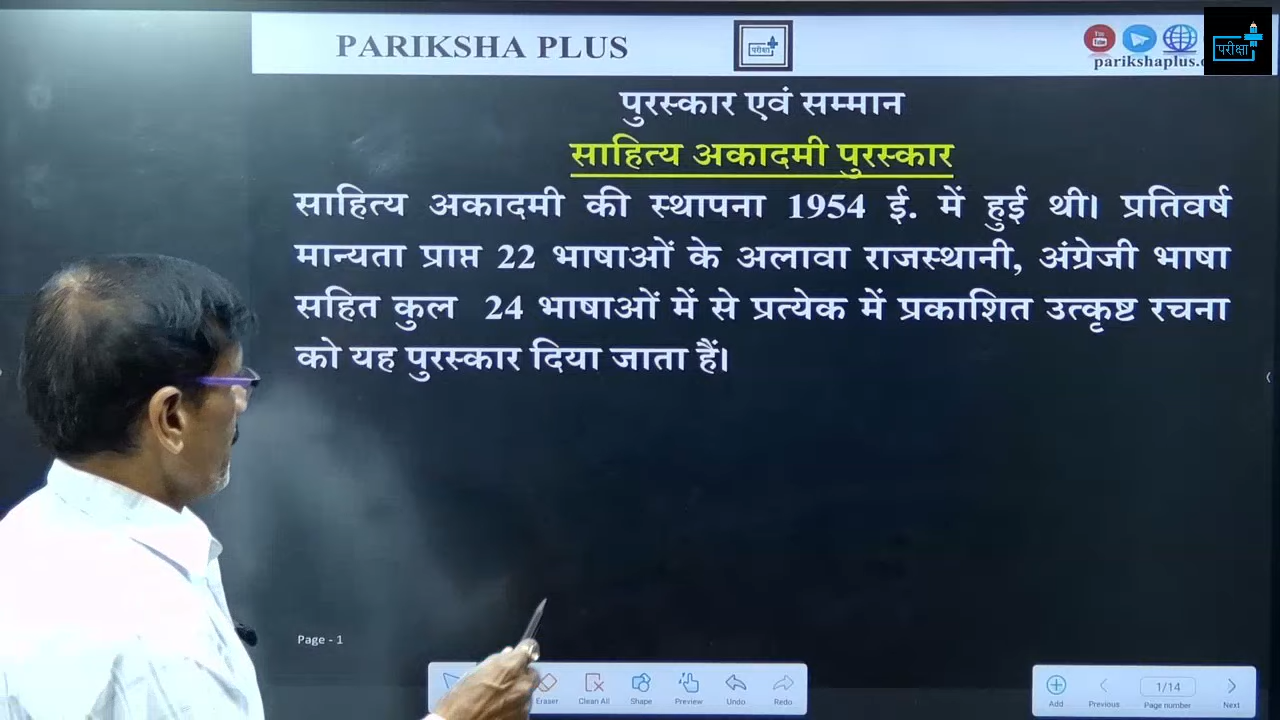 PARIKSHA PLUS
परीक्षा
You Tube
परीक्षा
parikshaplus.
पुरस्कार एवं सम्मान
साहित्य अकादमी पुरस्कार
साहित्य अकादमी की स्थापना 1954 ई. में हुई थी। प्रतिवर्ष
मान्यता प्राप्त 22 भाषाओं के अलावा राजस्थानी, अंग्रेजी भाषा
सहित कुल 24 भाषाओं में से प्रत्येक में प्रकाशित उत्कृष्ट रचना
को यह पुरस्कार दिया जाता हैं।
Page - 1
Eraser Clean All Shape Preview Undo Redo
1/14
Add Previous Page number Next